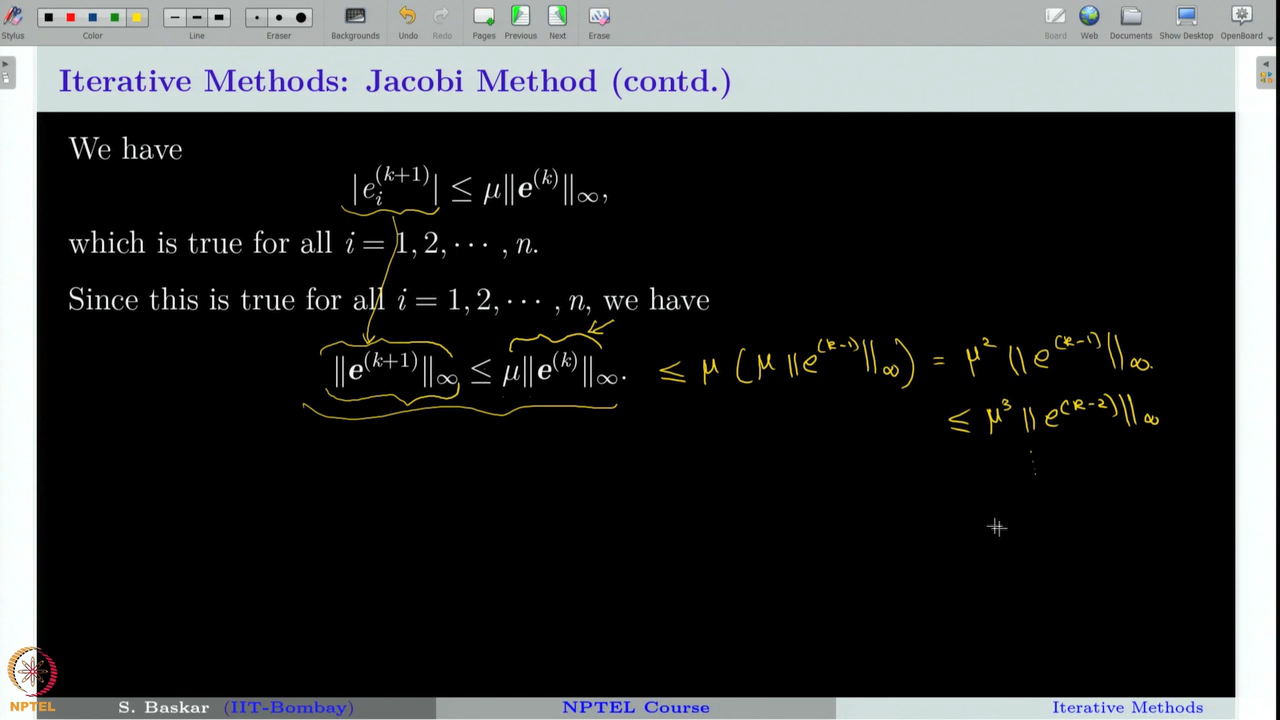 Stylus Color Line Eraser Backgrounds Undo Redo Pages Previous Next Erase Board Web Documents Show Desktop OpenBoard
Iterative Methods: Jacobi Method (contd.)
We have
|e_i^{(k+1)}| ≤ μ‖e^{(k)}‖_∞,
which is true for all i = 1, 2, ⋯ , n.
Since this is true for all i = 1, 2, ⋯ , n, we have
‖e^{(k+1)}‖_∞ ≤ μ‖e^{(k)}‖_∞. ≤ μ (μ ‖e^{(k-1)}‖_∞) = μ² ‖e^{(k-1)}‖_∞.
≤ μ³ ‖e^{(k-2)}‖_∞
⋮
NPTEL
S. Baskar (IIT-Bombay) NPTEL Course Iterative Methods